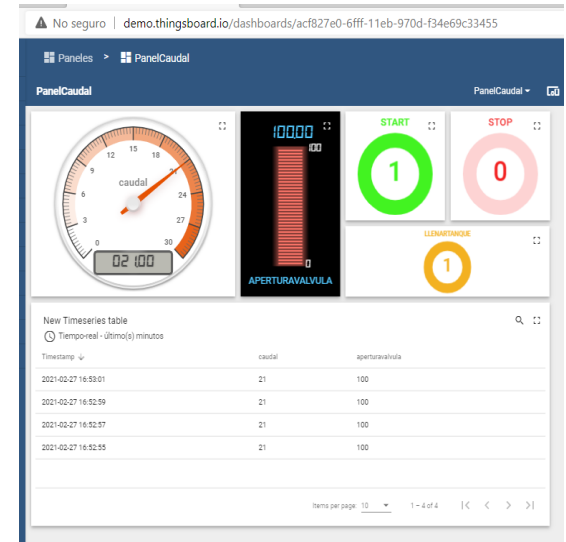 No seguro | demo.thingsboard.io/dashboards/acf827e0-6fff-11eb-970d-f34e69c33455
Paneles > PanelCaudal
PanelCaudal PanelCaudal
0 3 6 9 12 15 18 21 24 27 30
caudal
021.00
100.00
100
0
APERTURAVALVULA
START
1
STOP
0
LLENARTANQUE
1
New Timeseries table
Tiempo-real - último(s) minutos
Timestamp ↓ caudal aperturavalvula
2021-02-27 16:53:01 21 100
2021-02-27 16:52:59 21 100
2021-02-27 16:52:57 21 100
2021-02-27 16:52:55 21 100
Items per page: 10 1 – 4 of 4